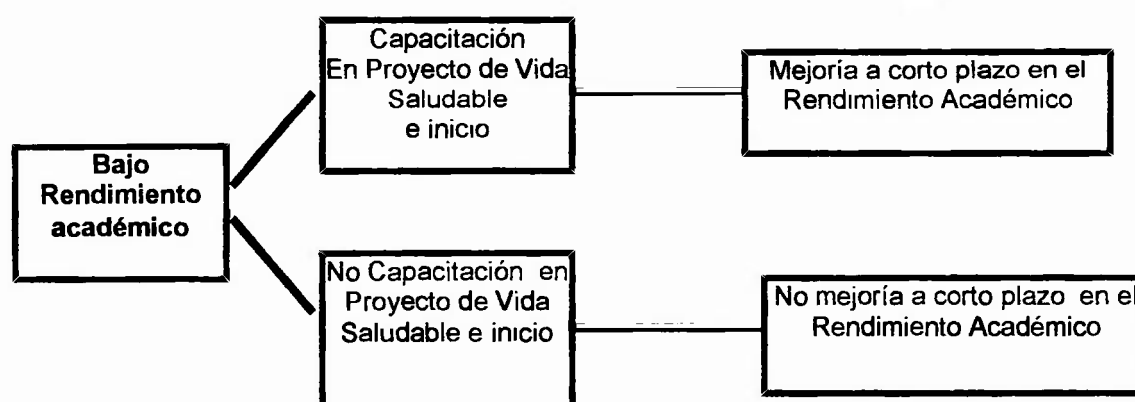 Capacitación
En Proyecto de Vida
Saludable
e inicio
Mejoría a corto plazo en el
Rendimiento Académico
Bajo
Rendimiento
académico
No Capacitación en
Proyecto de Vida
Saludable e inicio
No mejoría a corto plazo en el
Rendimiento Académico